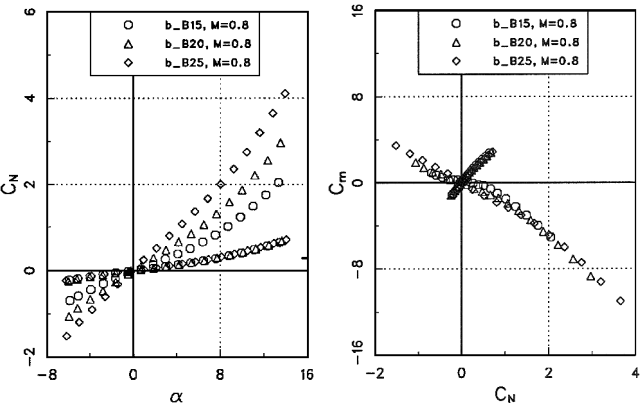 6
4
2
0
-2
-8
0
8
16
C_N
α
b_B15, M=0.8
b_B20, M=0.8
b_B25, M=0.8
16
8
0
-8
-16
-2
0
2
4
C_m
C_N
b_B15, M=0.8
b_B20, M=0.8
b_B25, M=0.8